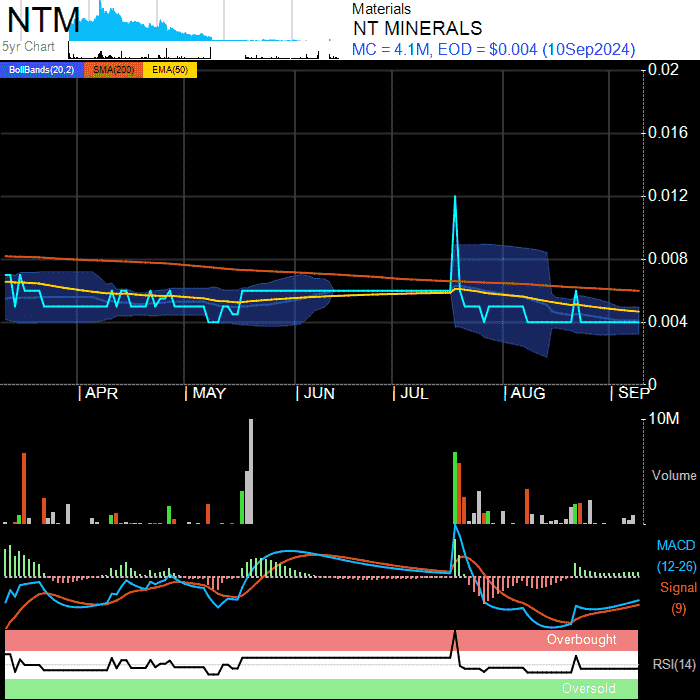 NTM
5yr Chart
Materials
NT MINERALS
MC = 4.1M, EOD = $0.004 (10Sep2024)
BollBands(20,2) SMA(200) EMA(50)
0.02
0.016
0.012
0.008
0.004
0
| APR | MAY | JUN | JUL | AUG | SEP
10M
Volume
MACD
(12-26)
Signal
(9)
Overbought
RSI(14)
Oversold